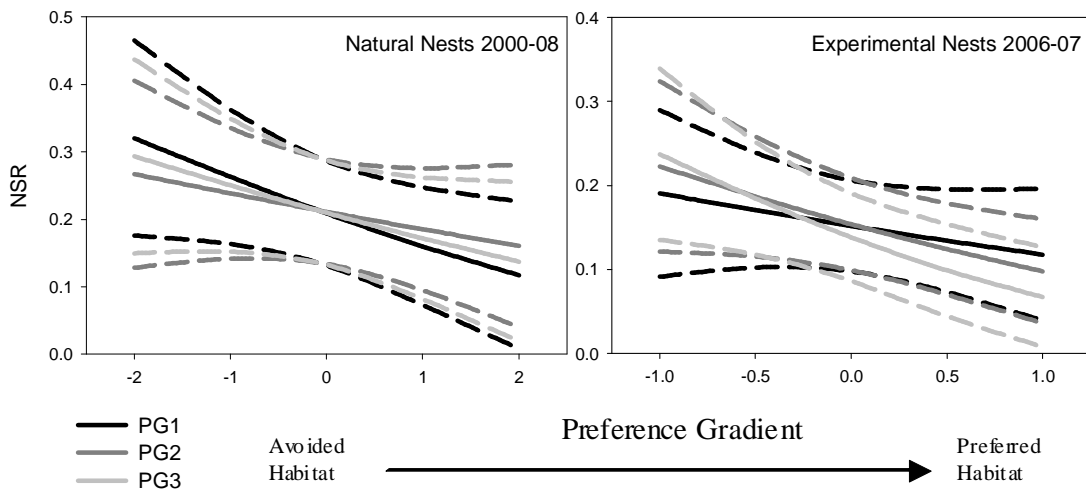 Natural Nests 2000-08
Experimental Nests 2006-07
NSR
0.5
0.4
0.3
0.2
0.1
0.0
0.4
0.3
0.2
0.1
0.0
-2 -1 0 1 2
-1.0 -0.5 0.0 0.5 1.0
PG1
PG2
PG3
Avoided
Habitat
Preference Gradient
Preferred
Habitat